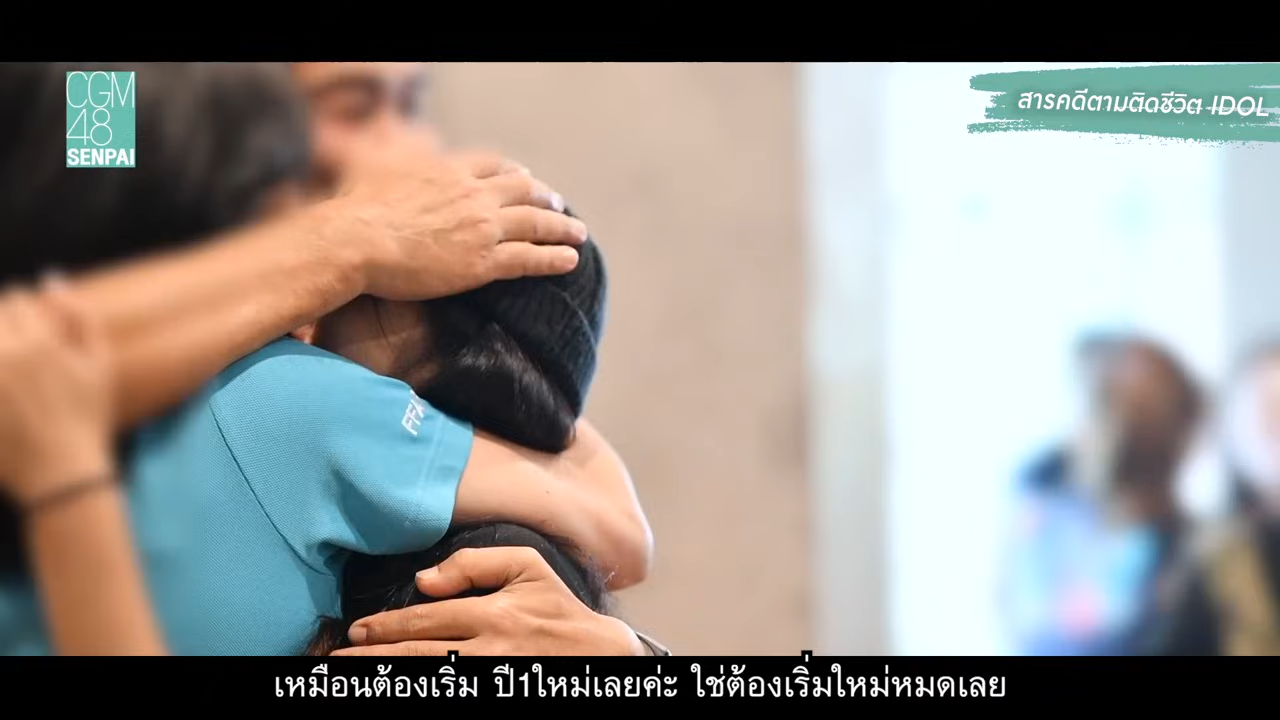 CGM
48
SENPAI
สารคดีตามติดชีวิต IDOL
เหมือนต้องเริ่ม ปี1ใหม่เลยค่ะ ใช่ต้องเริ่มใหม่หมดเลย